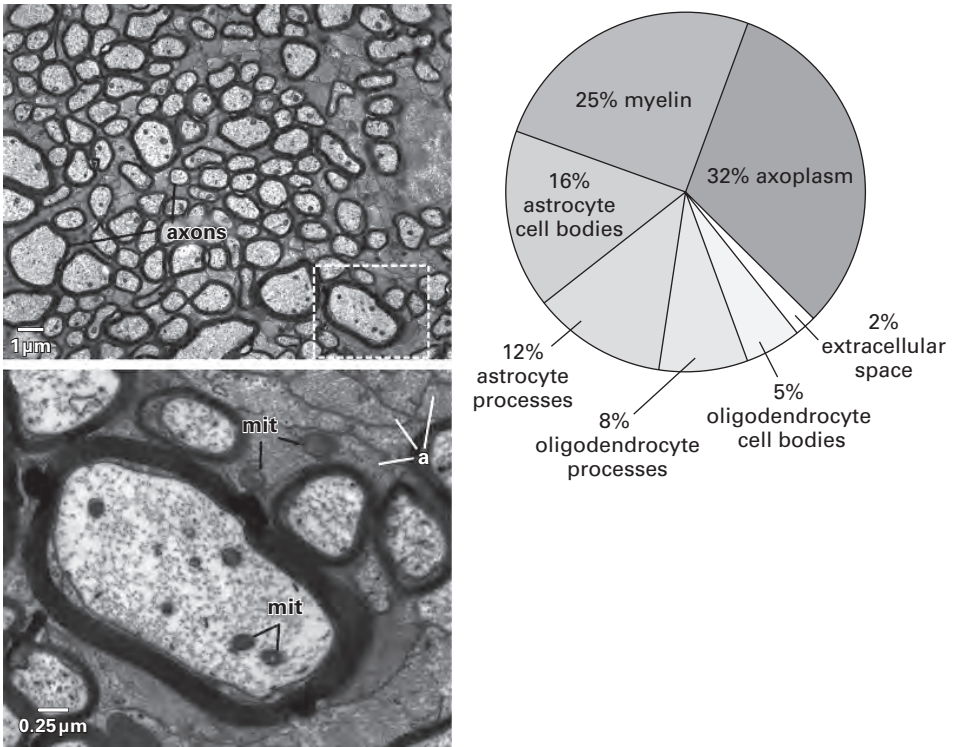 axons
1μm
mit
a
mit
0.25μm
25% myelin
32% axoplasm
16%
astrocyte
cell bodies
12%
astrocyte
processes
8%
oligodendrocyte
processes
5%
oligodendrocyte
cell bodies
2%
extracellular
space